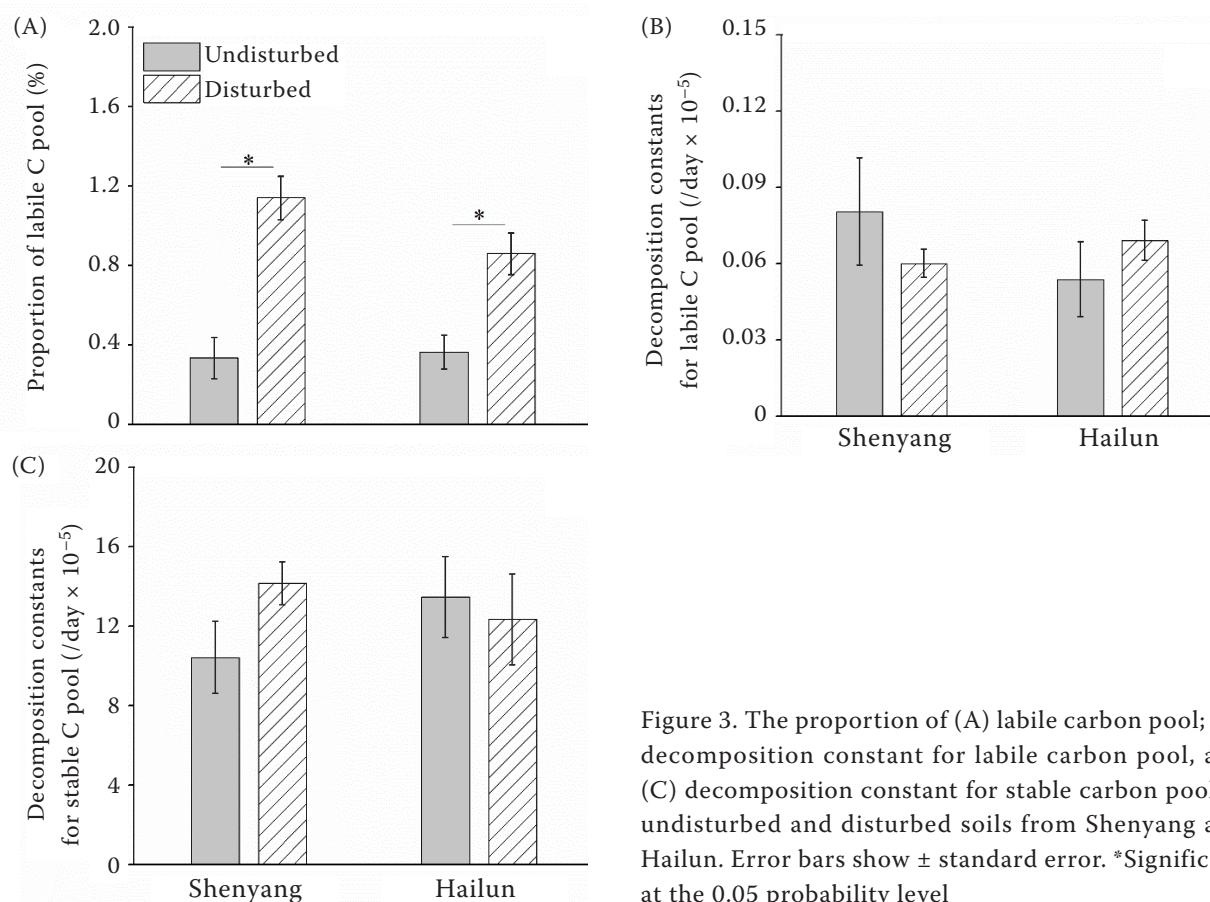 (A)
Proportion of labile C pool (%)
2.0
1.6
1.2
0.8
0.4
0
Undisturbed
Disturbed
*
*
(B)
Decomposition constants
for labile C pool (/day × 10⁻⁵)
0.15
0.12
0.09
0.06
0.03
0
Shenyang Hailun
(C)
Decomposition constants
for stable C pool (/day × 10⁻⁵)
20
16
12
8
4
0
Shenyang Hailun
Figure 3. The proportion of (A) labile carbon pool;
decomposition constant for labile carbon pool, a
(C) decomposition constant for stable carbon pool
undisturbed and disturbed soils from Shenyang a
Hailun. Error bars show ± standard error. *Signific
at the 0.05 probability level